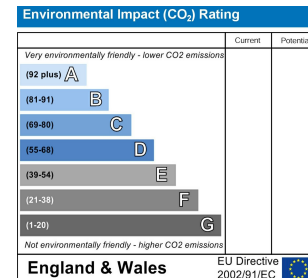 Environmental Impact (CO₂) Rating
Current
Very environmentally friendly - lower CO2 emissions
(92 plus) A
(81-91) B
(69-80) C
(55-68) D
(39-54) E
(21-38) F
(1-20) G
Not environmentally friendly - higher CO2 emissions
England & Wales
EU Directive
2002/91/EC